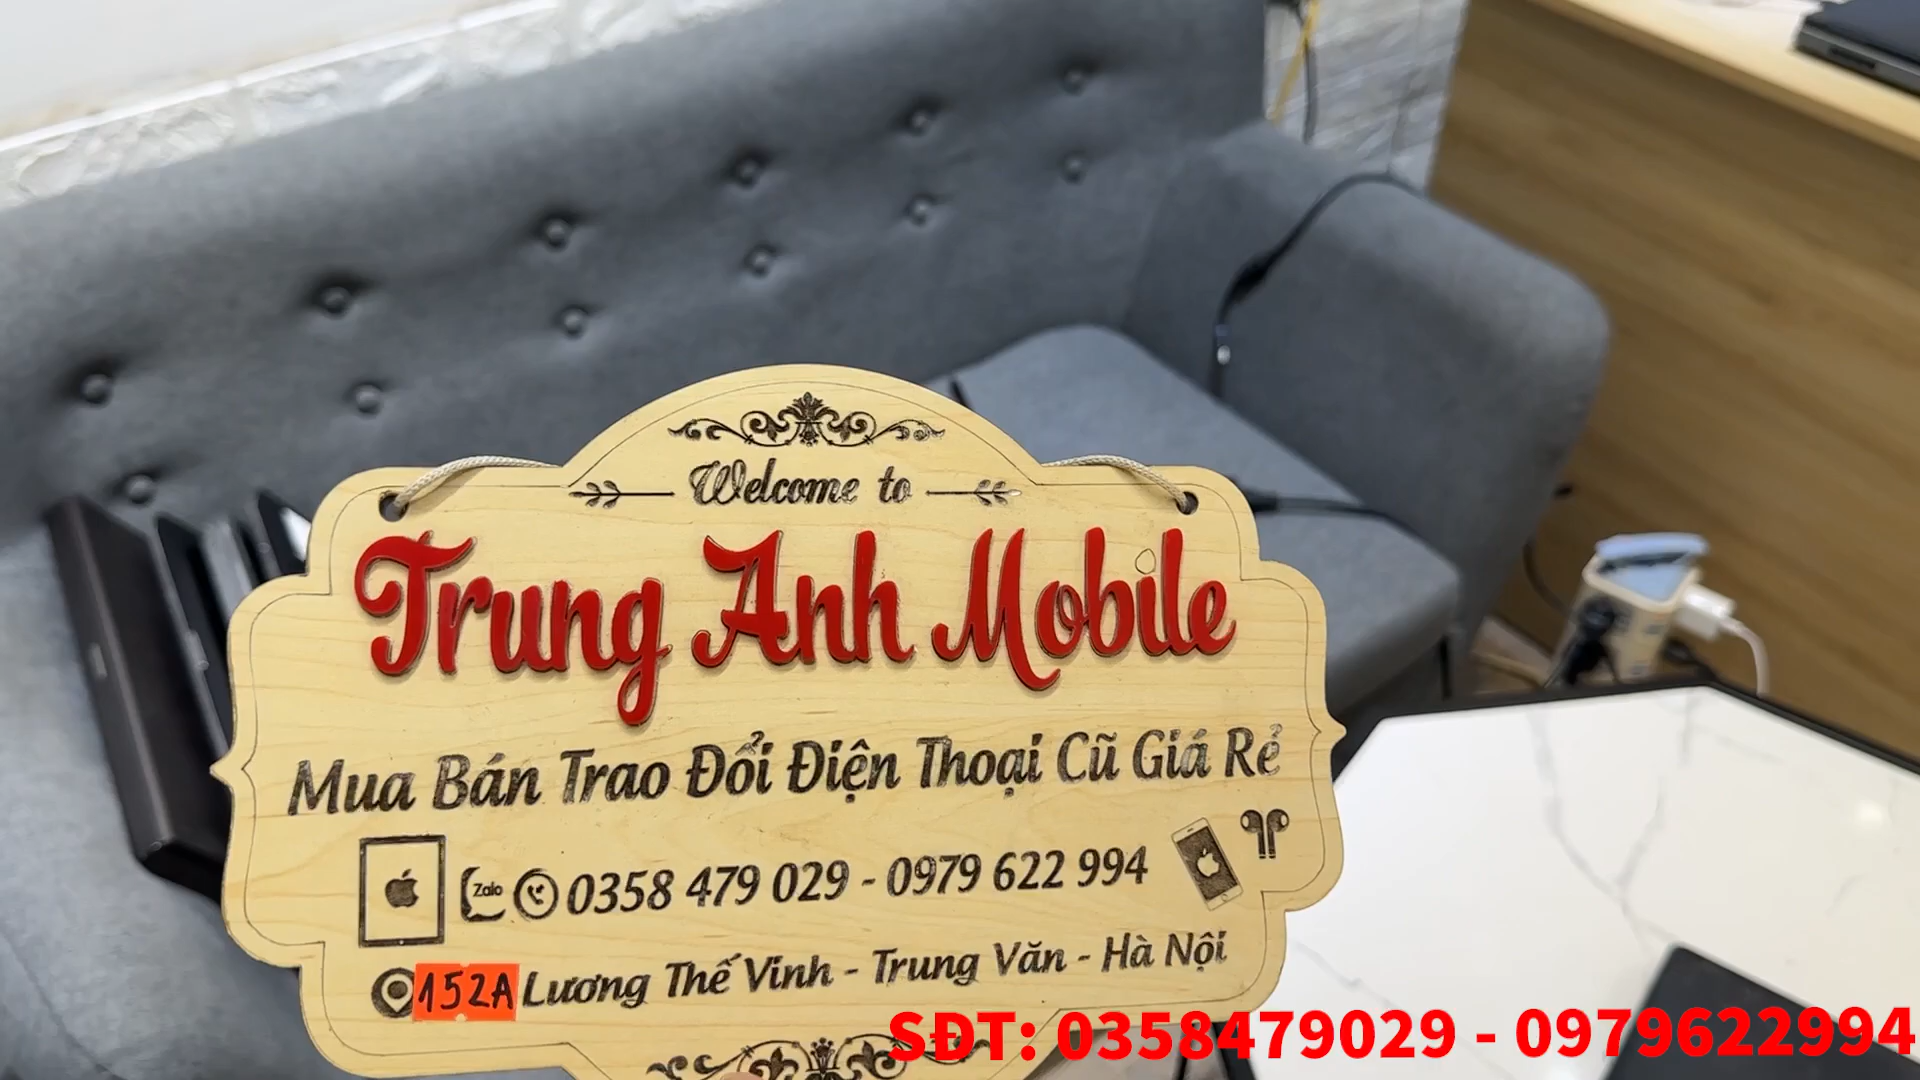 Welcome to
Trung Anh Mobile
Mua Bán Trao Đổi Điện Thoại Cũ Giá Rẻ
Zalo 0358 479 029 - 0979 622 994
152A Lương Thế Vinh - Trung Văn - Hà Nội
SĐT: 0358479029 - 0979622994